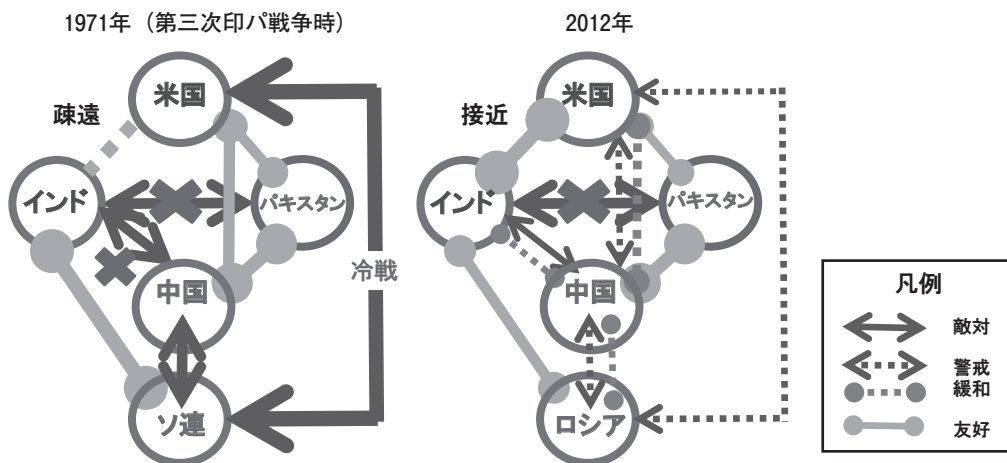 1971年（第三次印パ戦争時）
米国
疎遠
インド
パキスタン
中国
冷戦
ソ連
2012年
米国
接近
インド
パキスタン
中国
ロシア
凡例
敵対
警戒
緩和
友好